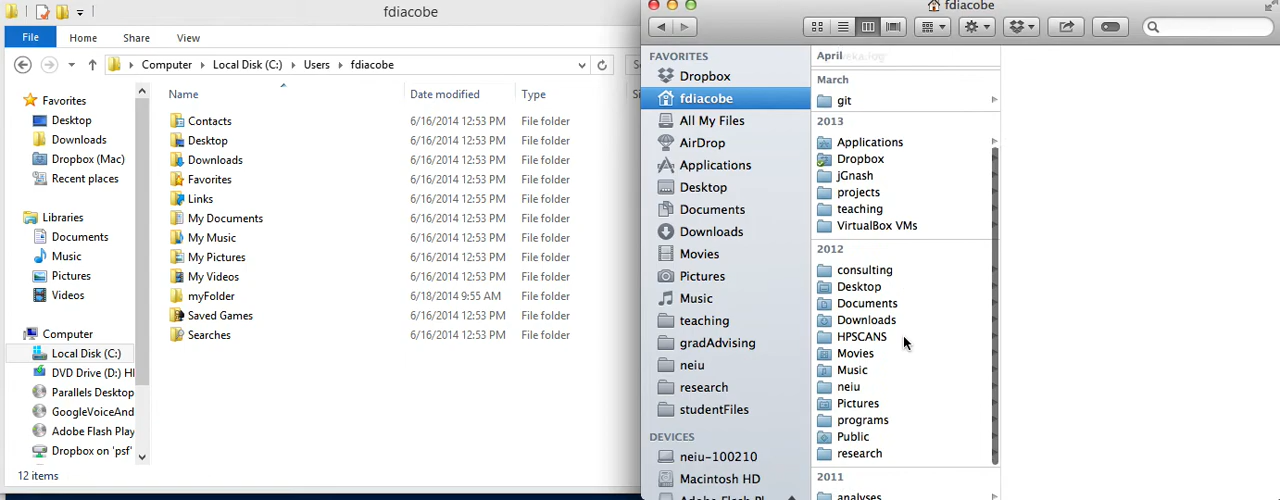 fdiacobe
File Home Share View
Computer Local Disk (C:) Users fdiacobe
Name Date modified Type
Favorites
Desktop
Downloads
Dropbox (Mac)
Recent places
Libraries
Documents
Music
Pictures
Videos
Computer
Local Disk (C:)
DVD Drive (D:)
Parallels Desktop
GoogleVoiceAnd
Adobe Flash Play
Dropbox on 'psf'
Contacts 6/16/2014 12:53 PM File folder
Desktop 6/16/2014 12:53 PM File folder
Downloads 6/16/2014 12:53 PM File folder
Favorites 6/16/2014 12:53 PM File folder
Links 6/16/2014 12:55 PM File folder
My Documents 6/16/2014 12:53 PM File folder
My Music 6/16/2014 12:53 PM File folder
My Pictures 6/16/2014 12:53 PM File folder
My Videos 6/16/2014 12:53 PM File folder
myFolder 6/18/2014 9:55 AM File folder
Saved Games 6/16/2014 12:53 PM File folder
Searches 6/16/2014 12:53 PM File folder
12 items
fdiacobe
FAVORITES
Dropbox
fdiacobe
All My Files
AirDrop
Applications
Desktop
Documents
Downloads
Movies
Pictures
Music
teaching
gradAdvising
neiu
research
studentFiles
DEVICES
neiu-100210
Macintosh HD
April
March
git
2013
Applications
Dropbox
jGnash
projects
teaching
VirtualBox VMs
2012
consulting
Desktop
Documents
Downloads
HPSCANS
Movies
Music
neiu
Pictures
programs
Public
research
2011
analyses